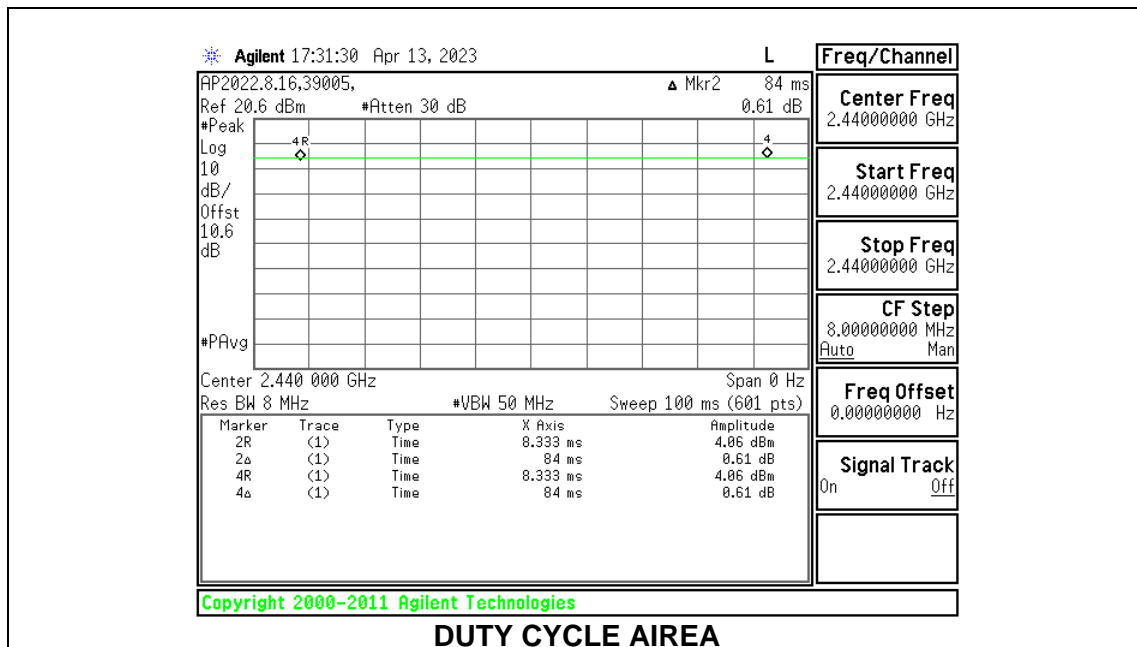 Agilent 17:31:30 Apr 13, 2023 L
Freq/Channel
AP2022.8.16,39005,
Δ Mkr2 84 ms
Ref 20.6 dBm #Atten 30 dB 0.61 dB
#Peak
Log
10
dB/
Offst
10.6
dB
#PAvg
4R
4
Center 2.440 000 GHz Span 0 Hz
Res BW 8 MHz #VBW 50 MHz Sweep 100 ms (601 pts)
Marker Trace Type X Axis Amplitude
2R (1) Time 8.333 ms 4.06 dBm
2Δ (1) Time 84 ms 0.61 dB
4R (1) Time 8.333 ms 4.06 dBm
4Δ (1) Time 84 ms 0.61 dB
Center Freq
2.44000000 GHz
Start Freq
2.44000000 GHz
Stop Freq
2.44000000 GHz
CF Step
8.00000000 MHz
Auto Man
Freq Offset
0.00000000 Hz
Signal Track
On Off
Copyright 2000-2011 Agilent Technologies
DUTY CYCLE AIREA